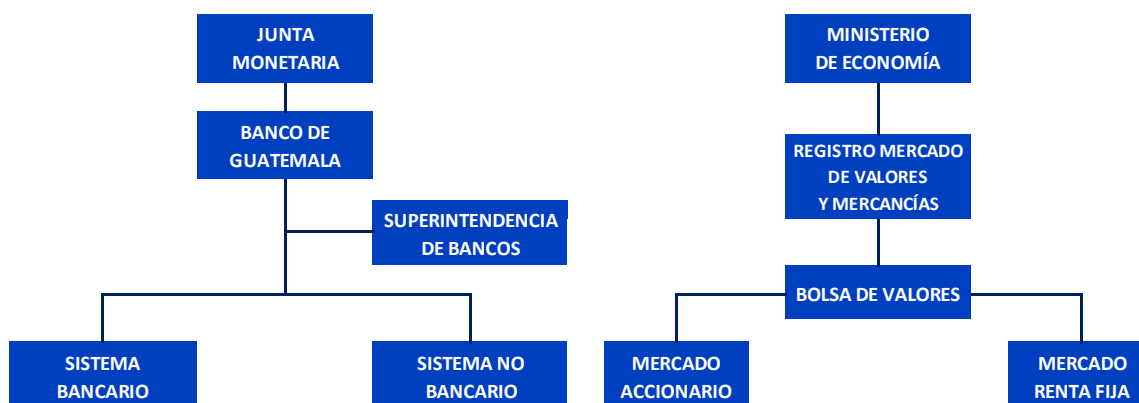 JUNTA
MONETARIA
BANCO DE
GUATEMALA
SUPERINTENDENCIA
DE BANCOS
SISTEMA
BANCARIO
SISTEMA NO
BANCARIO
MINISTERIO
DE ECONOMÍA
REGISTRO MERCADO
DE VALORES
Y MERCANCÍAS
BOLSA DE VALORES
MERCADO
ACCIONARIO
MERCADO
RENTA FIJA